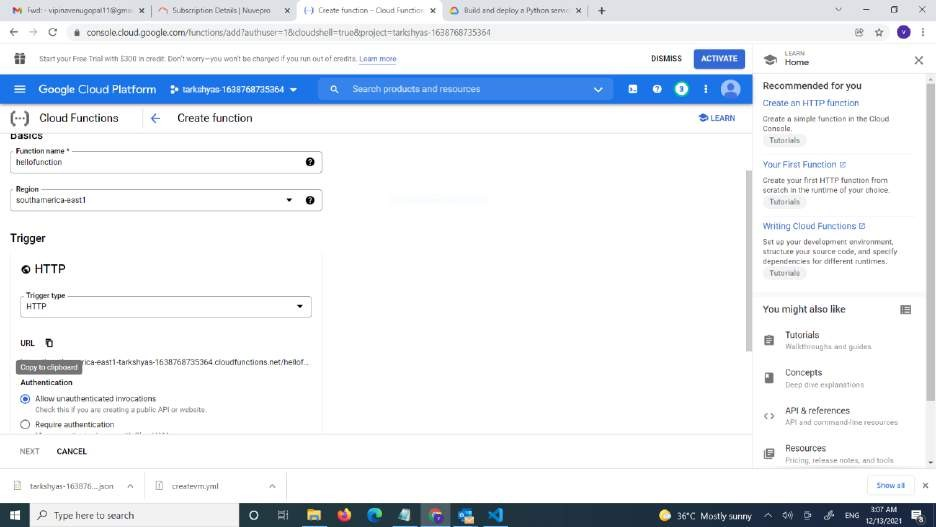 Fwd: - vipinavenugopal11@gma
Subscription Details | Nuvepro
Create function – Cloud Function
Build and deploy a Python servic
console.cloud.google.com/functions/add?authuser=1&cloudshell=true&project=tarkshyas-1638768735364
Start your Free Trial with $300 in credit. Don't worry—you won't be charged if you run out of credits. Learn more
DISMISS
ACTIVATE
Google Cloud Platform
tarkshyas-1638768735364
Search products and resources
3
Cloud Functions
Create function
LEARN
Basics
Function name *
hellofunction
Region
southamerica-east1
Trigger
HTTP
Trigger type
HTTP
URL
rica-east1-tarkshyas-1638768735364.cloudfunctions.net/hellof...
Copy to clipboard
Authentication
Allow unauthenticated invocations
Check this if you are creating a public API or website.
Require authentication
NEXT
CANCEL
LEARN
Home
Recommended for you
Create an HTTP function
Create a simple function in the Cloud
Console.
Tutorials
Your First Function
Create your first HTTP function from
scratch in the runtime of your choice.
Tutorials
Writing Cloud Functions
Set up your development environment,
structure your source code, and specify
dependencies for different runtimes.
Tutorials
You might also like
Tutorials
Walkthroughs and guides
Concepts
Deep dive explanations
API & references
API and command-line resources
Resources
Pricing, release notes, and tools
tarkshyas-163876....json
createvm.yml
Show all
Type here to search
36°C Mostly sunny
ENG
3:07 AM
12/13/2021
8